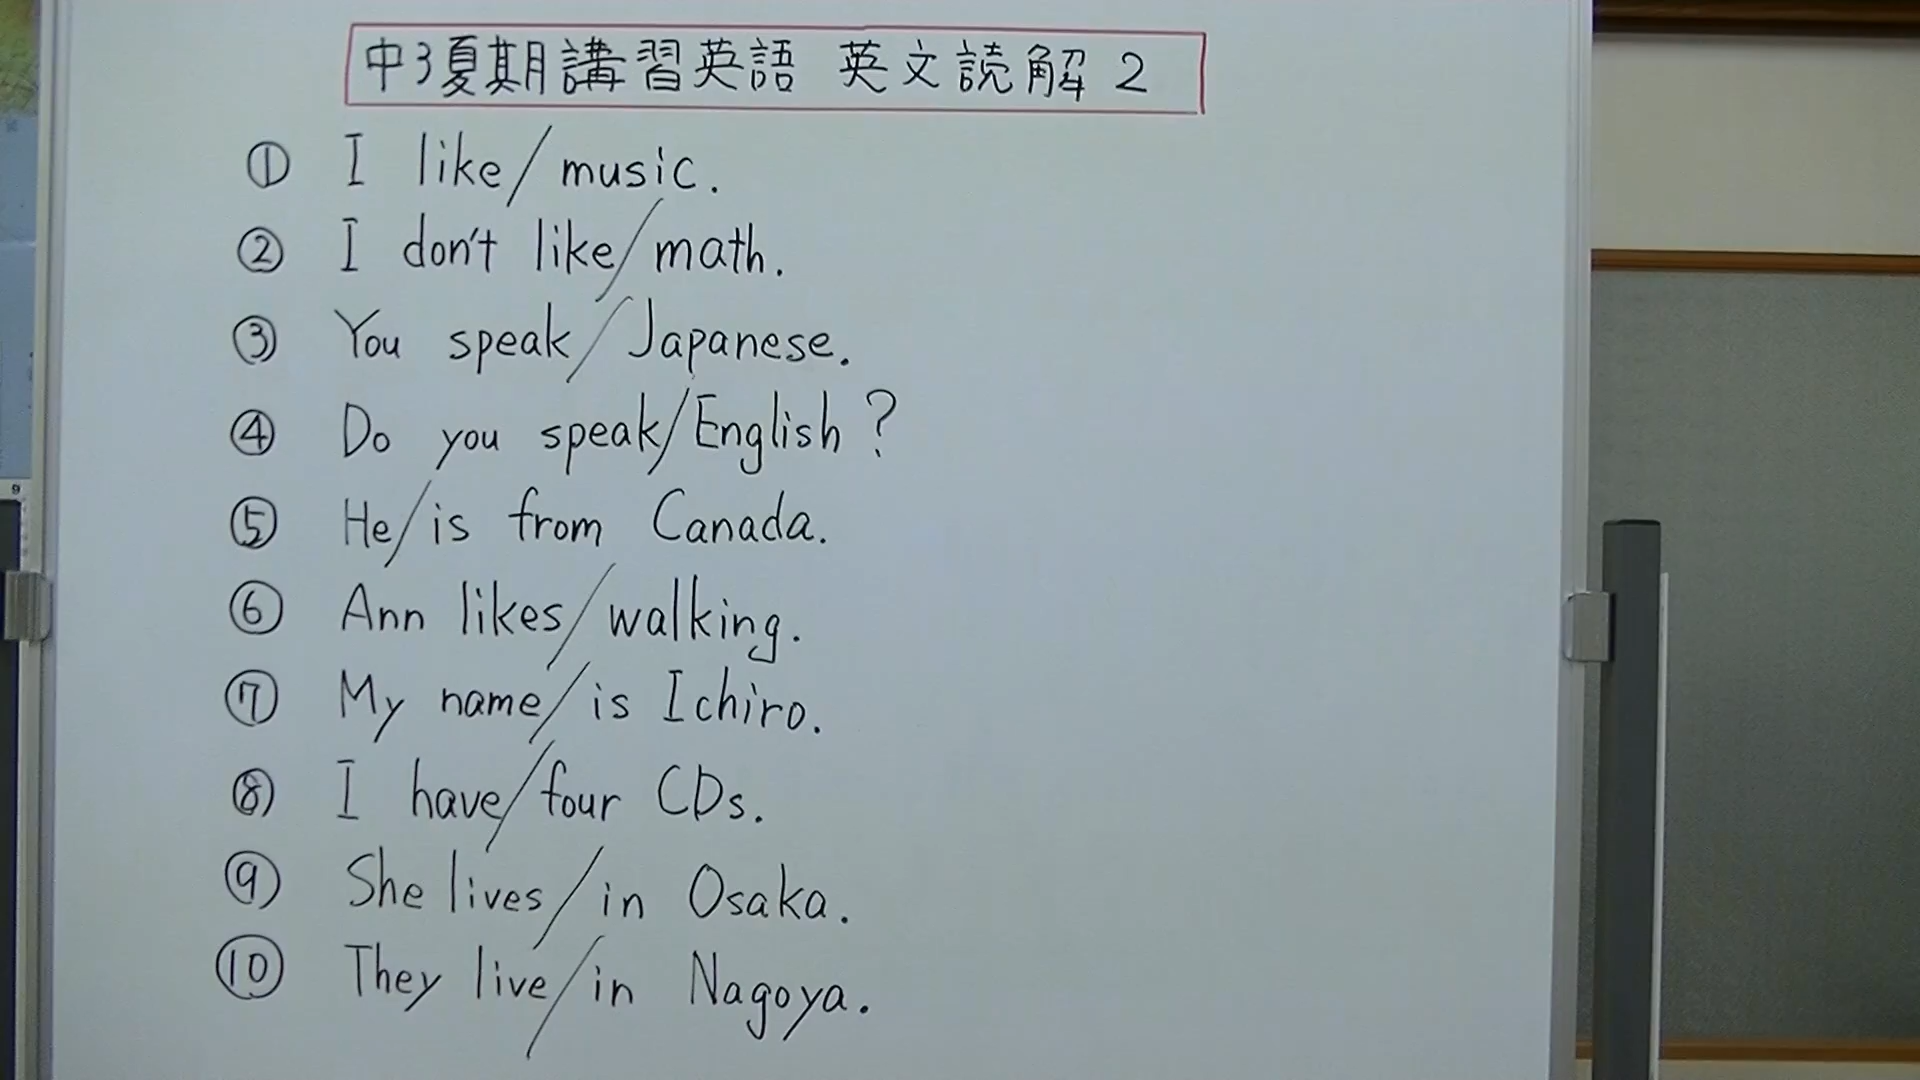 中3夏期講習英語 英文読解 2
① I like/music.
② I don't like/math.
③ You speak/Japanese.
④ Do you speak/English?
⑤ He/is from Canada.
⑥ Ann likes/walking.
⑦ My name/is Ichiro.
⑧ I have/four CDs.
⑨ She lives/in Osaka.
⑩ They live/in Nagoya.